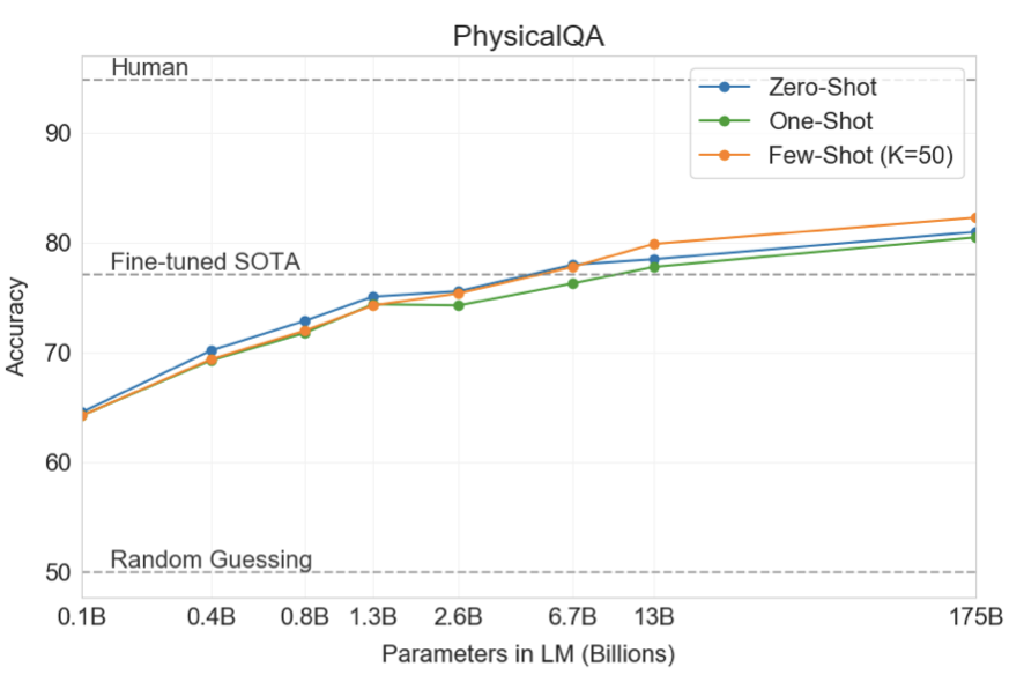 PhysicalQA
Human
Zero-Shot
One-Shot
Few-Shot (K=50)
90
80
Fine-tuned SOTA
70
60
Random Guessing
50
Accuracy
0.1B 0.4B 0.8B 1.3B 2.6B 6.7B 13B 175B
Parameters in LM (Billions)